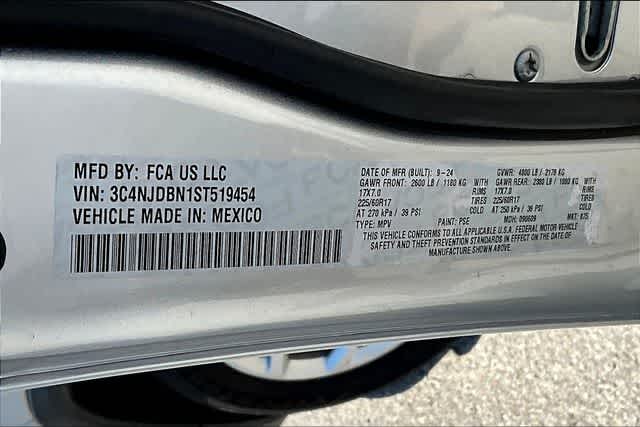 MFD BY: FCA US LLC
VIN: 3C4NJDBN1ST519454
VEHICLE MADE IN: MEXICO
DATE OF MFR (BUILT): 9-24 GVWR: 4800 LB / 2178 KG
GAWR FRONT: 2600 LB / 1180 KG GAWR REAR: 2380 LB / 1080 KG
17X7.0 RIMS 17X7.0 RIMS
225/60R17 TIRES 225/60R17 TIRES
AT 270 kPa / 39 PSI COLD AT 250 kPa / 36 PSI COLD
TYPE: MPV PAINT: PSE MDH: 090609 MAT: K75
THIS VEHICLE CONFORMS TO ALL APPLICABLE U.S.A. FEDERAL MOTOR VEHICLE
SAFETY AND THEFT PREVENTION STANDARDS IN EFFECT ON THE DATE OF
MANUFACTURE SHOWN ABOVE.